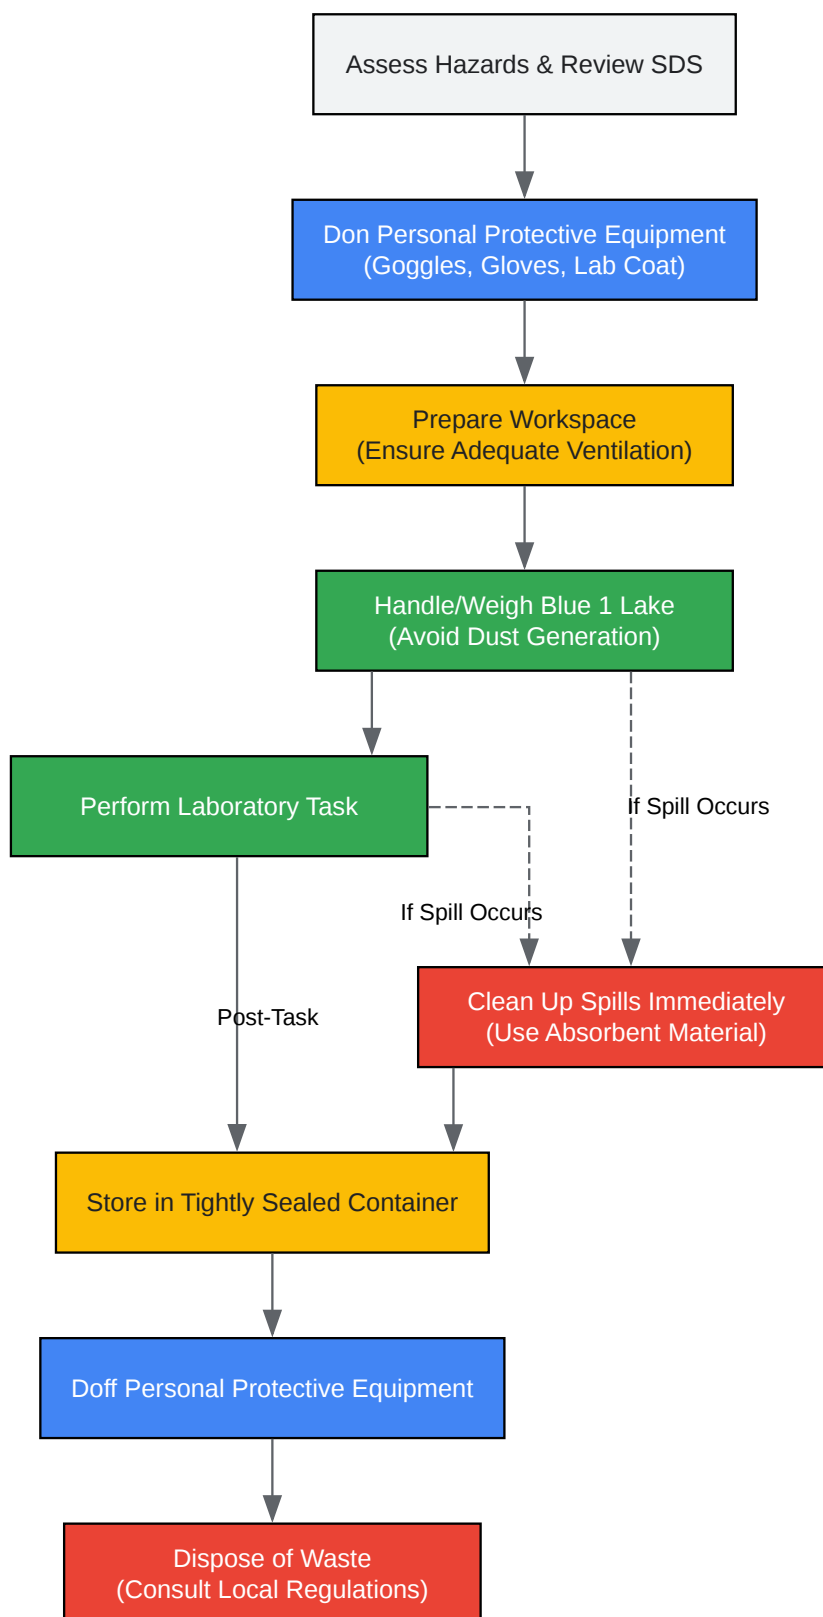 Assess Hazards & Review SDS
Don Personal Protective Equipment
(Goggles, Gloves, Lab Coat)
Prepare Workspace
(Ensure Adequate Ventilation)
Handle/Weigh Blue 1 Lake
(Avoid Dust Generation)
Perform Laboratory Task
If Spill Occurs
If Spill Occurs
Clean Up Spills Immediately
(Use Absorbent Material)
Post-Task
Store in Tightly Sealed Container
Doff Personal Protective Equipment
Dispose of Waste
(Consult Local Regulations)